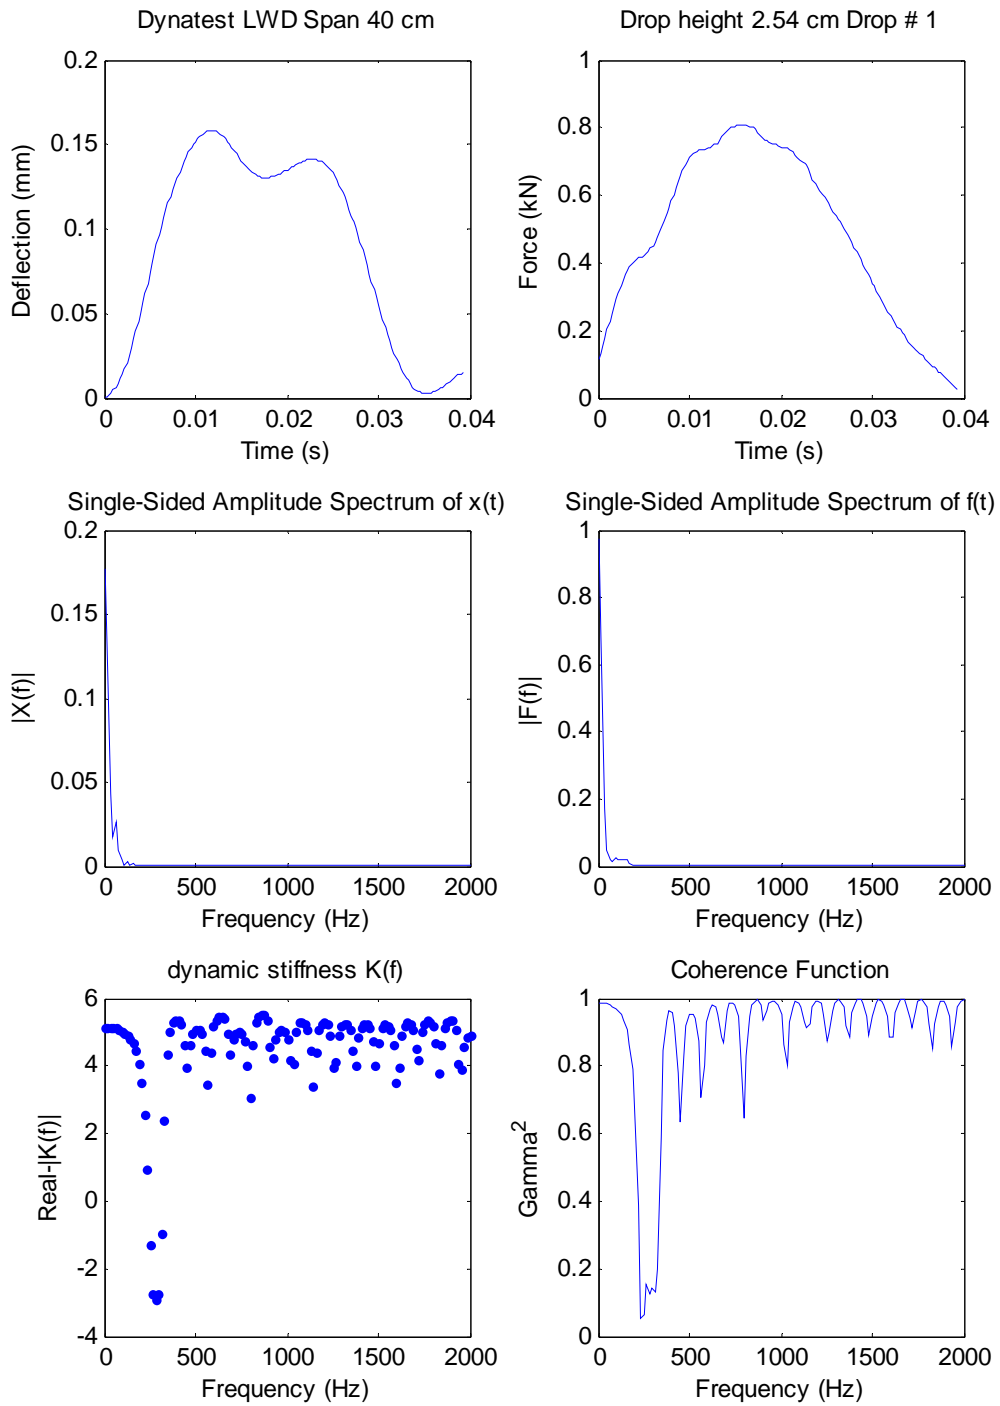 Dynatest LWD Span 40 cm
0.2
0.15
0.1
0.05
0
Deflection (mm)
0 0.01 0.02 0.03 0.04
Time (s)
Drop height 2.54 cm Drop # 1
1
0.8
0.6
0.4
0.2
0
Force (kN)
0 0.01 0.02 0.03 0.04
Time (s)
Single-Sided Amplitude Spectrum of x(t)
0.2
0.15
0.1
0.05
0
|X(f)|
0 500 1000 1500 2000
Frequency (Hz)
Single-Sided Amplitude Spectrum of f(t)
1
0.8
0.6
0.4
0.2
0
|F(f)|
0 500 1000 1500 2000
Frequency (Hz)
dynamic stiffness K(f)
6
4
2
0
-2
-4
Real-|K(f)|
0 500 1000 1500 2000
Frequency (Hz)
Coherence Function
1
0.8
0.6
0.4
0.2
0
Gamma²
0 500 1000 1500 2000
Frequency (Hz)